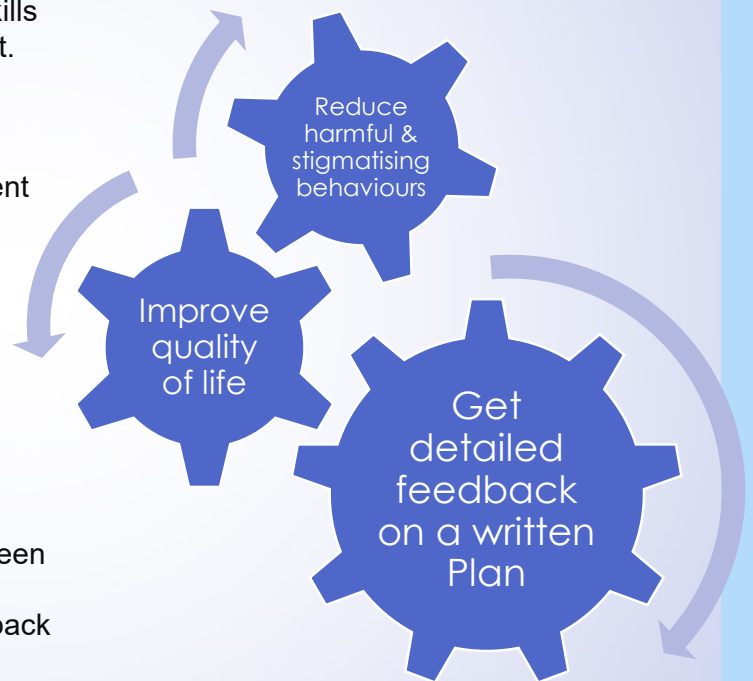 t.
Reduce
harmful &
stigmatising
behaviours
Improve
quality
of life
Get
detailed
feedback
on a written
Plan